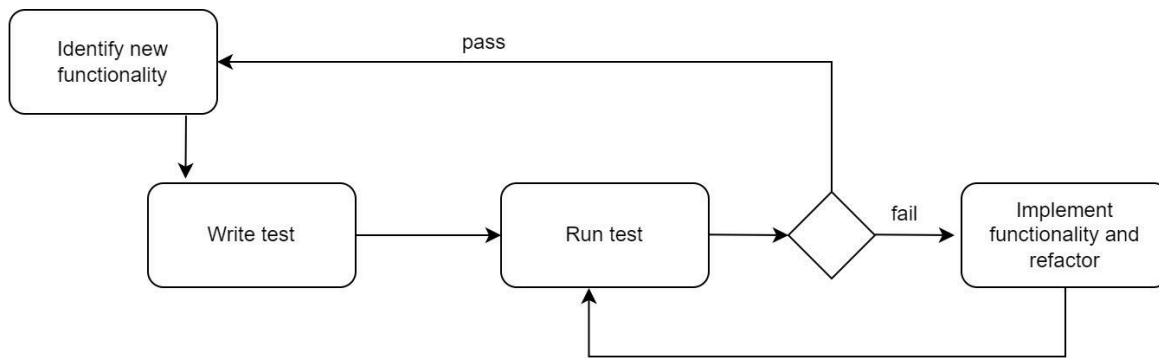 Identify new
functionality
pass
Write test
Run test
fail
Implement
functionality and
refactor